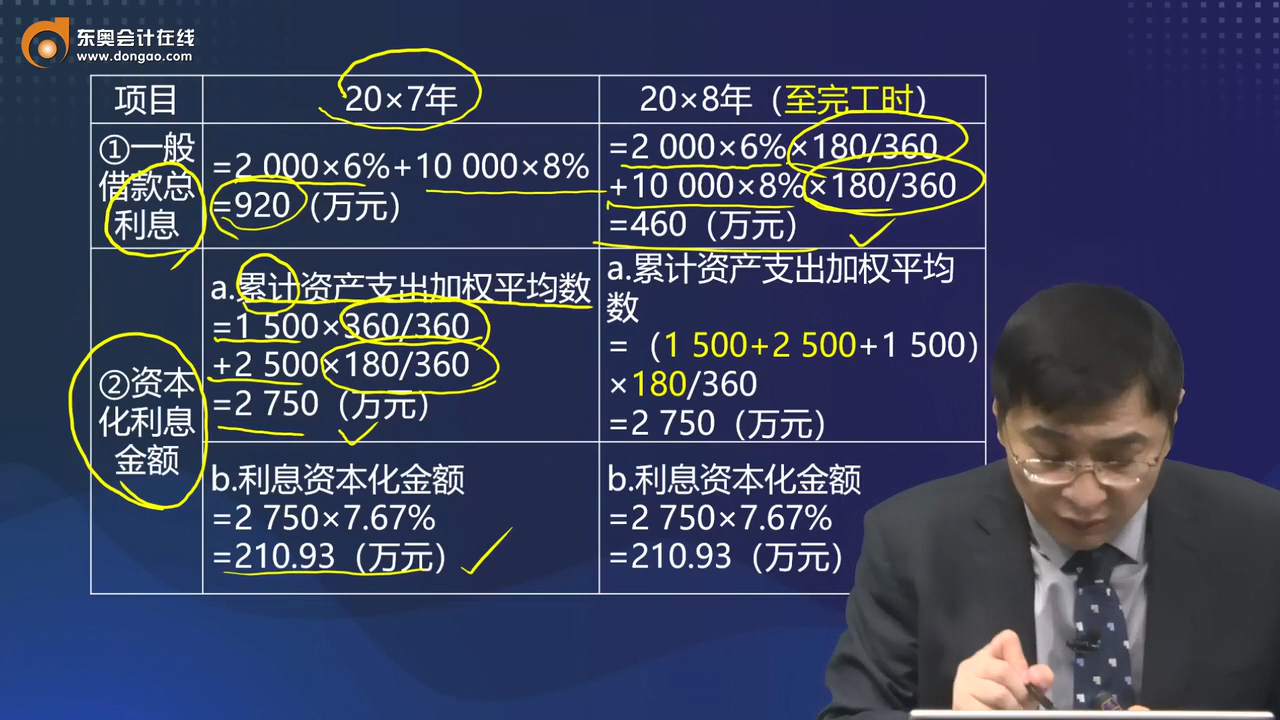 东奥会计在线
www.dongao.com
项目
20×7年
20×8年（至完工时）
①一般
借款总
利息
=2 000×6%+10 000×8%
=920（万元）
=2 000×6%×180/360
+10 000×8%×180/360
=460（万元）
②资本
化利息
金额
a.累计资产支出加权平均数
=1 500×360/360
+2 500×180/360
=2 750（万元）
a.累计资产支出加权平均
数
=（1 500+2 500+1 500）
×180/360
=2 750（万元）
b.利息资本化金额
=2 750×7.67%
=210.93（万元）
b.利息资本化金额
=2 750×7.67%
=210.93（万元）